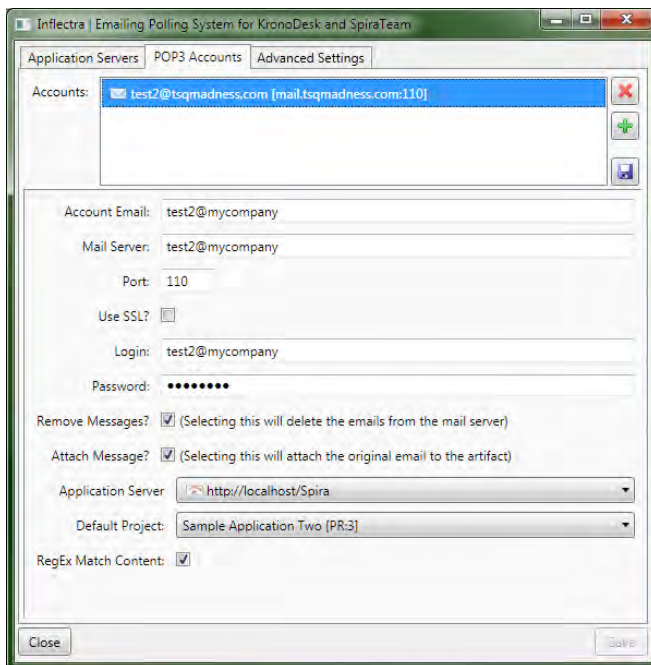 Inflectra | Emailing Polling System for KronoDesk and SpiraTeam
Application Servers POP3 Accounts Advanced Settings
Accounts: test2@tsqmadness.com [mail.tsqmadness.com:110]
Account Email: test2@mycompany
Mail Server: test2@mycompany
Port: 110
Use SSL?
Login: test2@mycompany
Password: ●●●●●●●●
Remove Messages? (Selecting this will delete the emails from the mail server)
Attach Message? (Selecting this will attach the original email to the artifact)
Application Server http://localhost/Spira
Default Project: Sample Application Two [PR:3]
RegEx Match Content:
Close Save